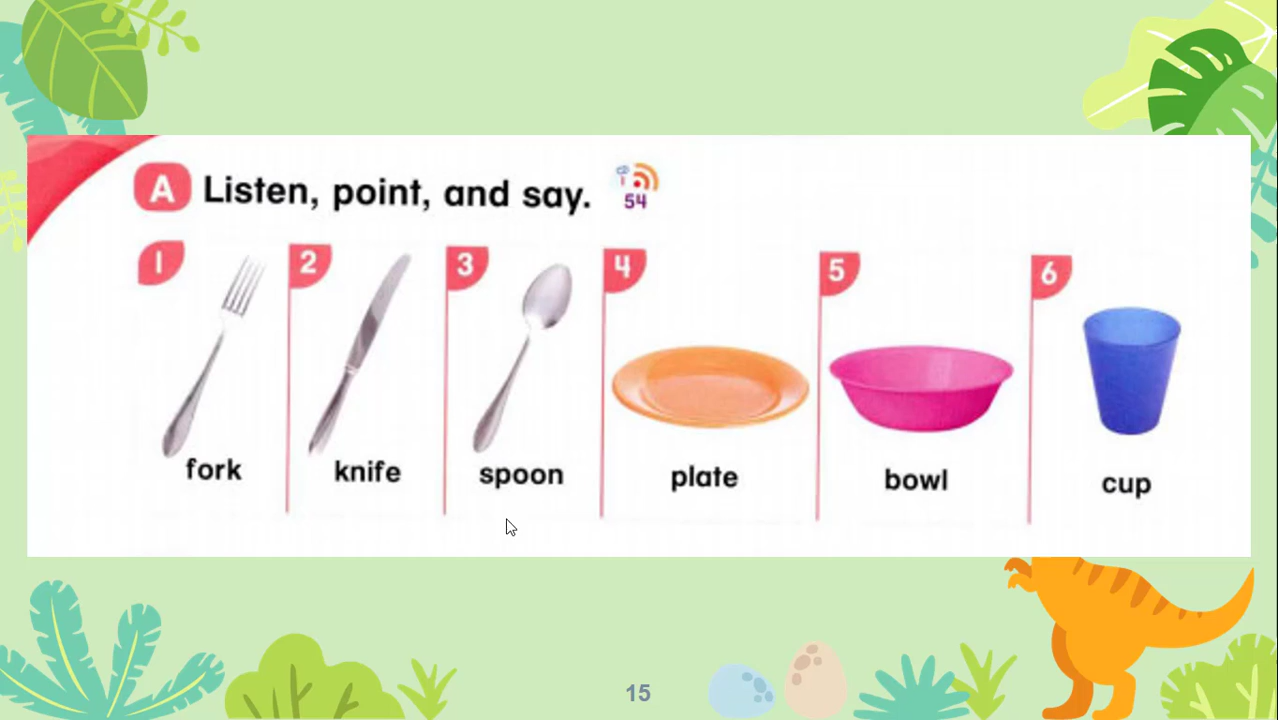 A Listen, point, and say.
54
1 2 3 4 5 6
fork knife spoon plate bowl cup
15